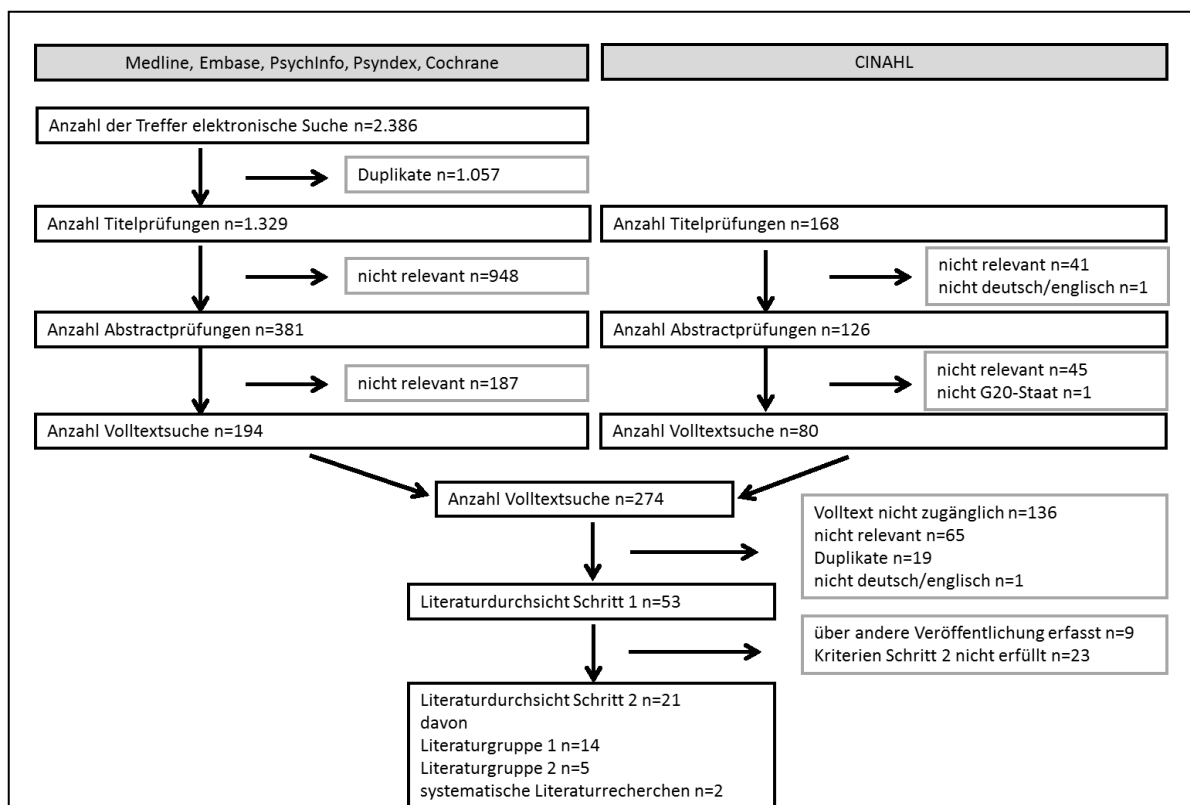 Medline, Embase, PsychInfo, Psyndex, Cochrane
CINAHL
Anzahl der Treffer elektronische Suche n=2.386
Duplikate n=1.057
Anzahl Titelprüfungen n=1.329
Anzahl Titelprüfungen n=168
nicht relevant n=948
nicht relevant n=41
nicht deutsch/englisch n=1
Anzahl Abstractprüfungen n=381
Anzahl Abstractprüfungen n=126
nicht relevant n=187
nicht relevant n=45
nicht G20-Staat n=1
Anzahl Volltextsuche n=194
Anzahl Volltextsuche n=80
Anzahl Volltextsuche n=274
Volltext nicht zugänglich n=136
nicht relevant n=65
Duplikate n=19
nicht deutsch/englisch n=1
Literaturdurchsicht Schritt 1 n=53
über andere Veröffentlichung erfasst n=9
Kriterien Schritt 2 nicht erfüllt n=23
Literaturdurchsicht Schritt 2 n=21
davon
Literaturgruppe 1 n=14
Literaturgruppe 2 n=5
systematische Literaturrecherchen n=2